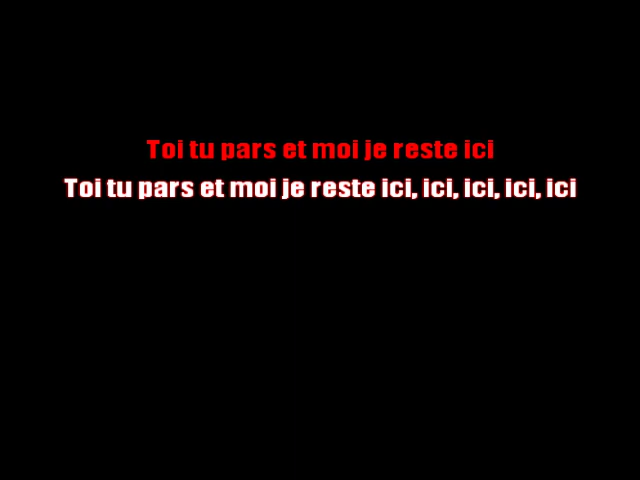 Toi tu pars et moi je reste ici
Toi tu pars et moi je reste ici, ici, ici, ici, ici